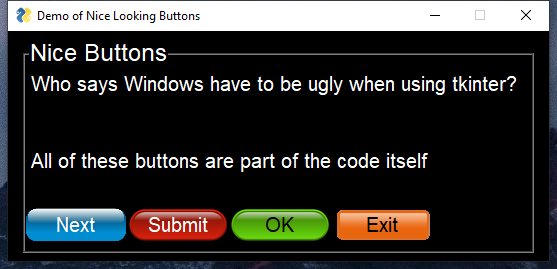 Demo of Nice Looking Buttons
Nice Buttons
Who says Windows have to be ugly when using tkinter?
All of these buttons are part of the code itself
Next Submit OK Exit